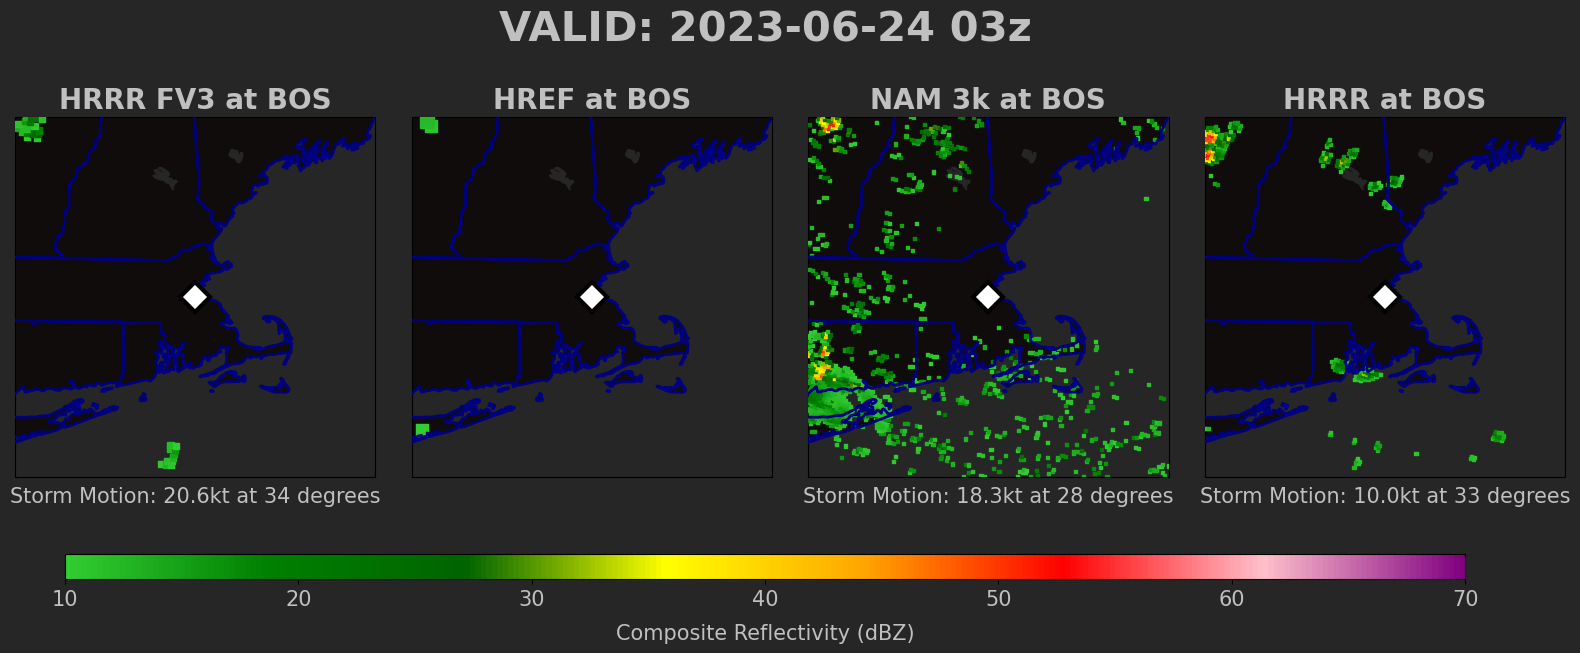 VALID: 2023-06-24 03z
HRRR FV3 at BOS
HREF at BOS
NAM 3k at BOS
HRRR at BOS
Storm Motion: 20.6kt at 34 degrees
Storm Motion: 18.3kt at 28 degrees
Storm Motion: 10.0kt at 33 degrees
10 20 30 40 50 60 70
Composite Reflectivity (dBZ)